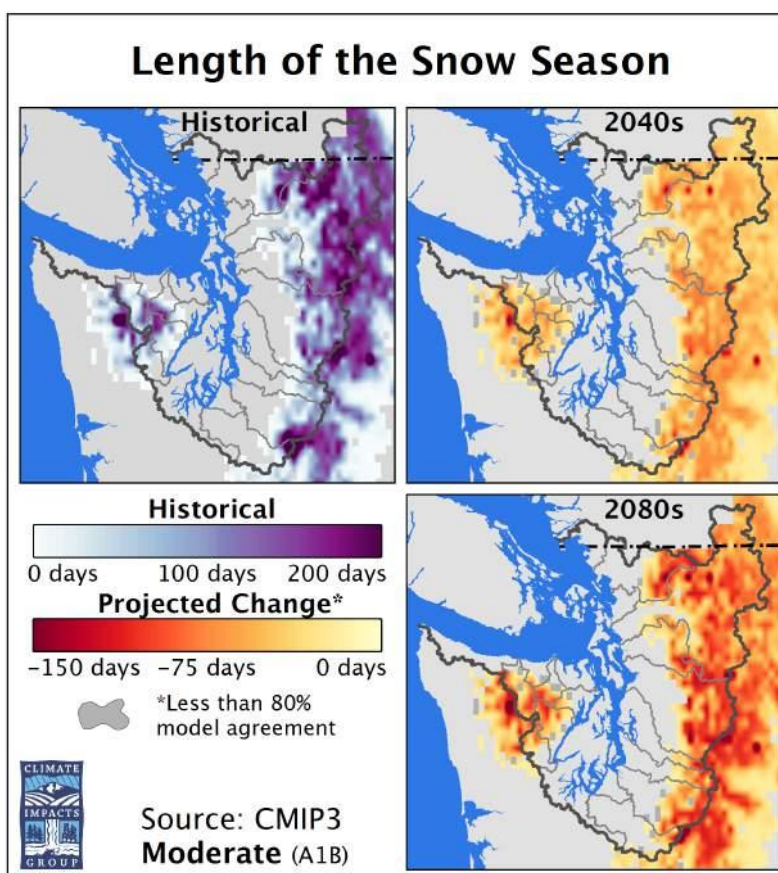 Length of the Snow Season
Historical
2040s
Historical
0 days 100 days 200 days
Projected Change*
−150 days −75 days 0 days
*Less than 80%
model agreement
2080s
CLIMATE
IMPACTS
GROUP
Source: CMIP3
Moderate (A1B)